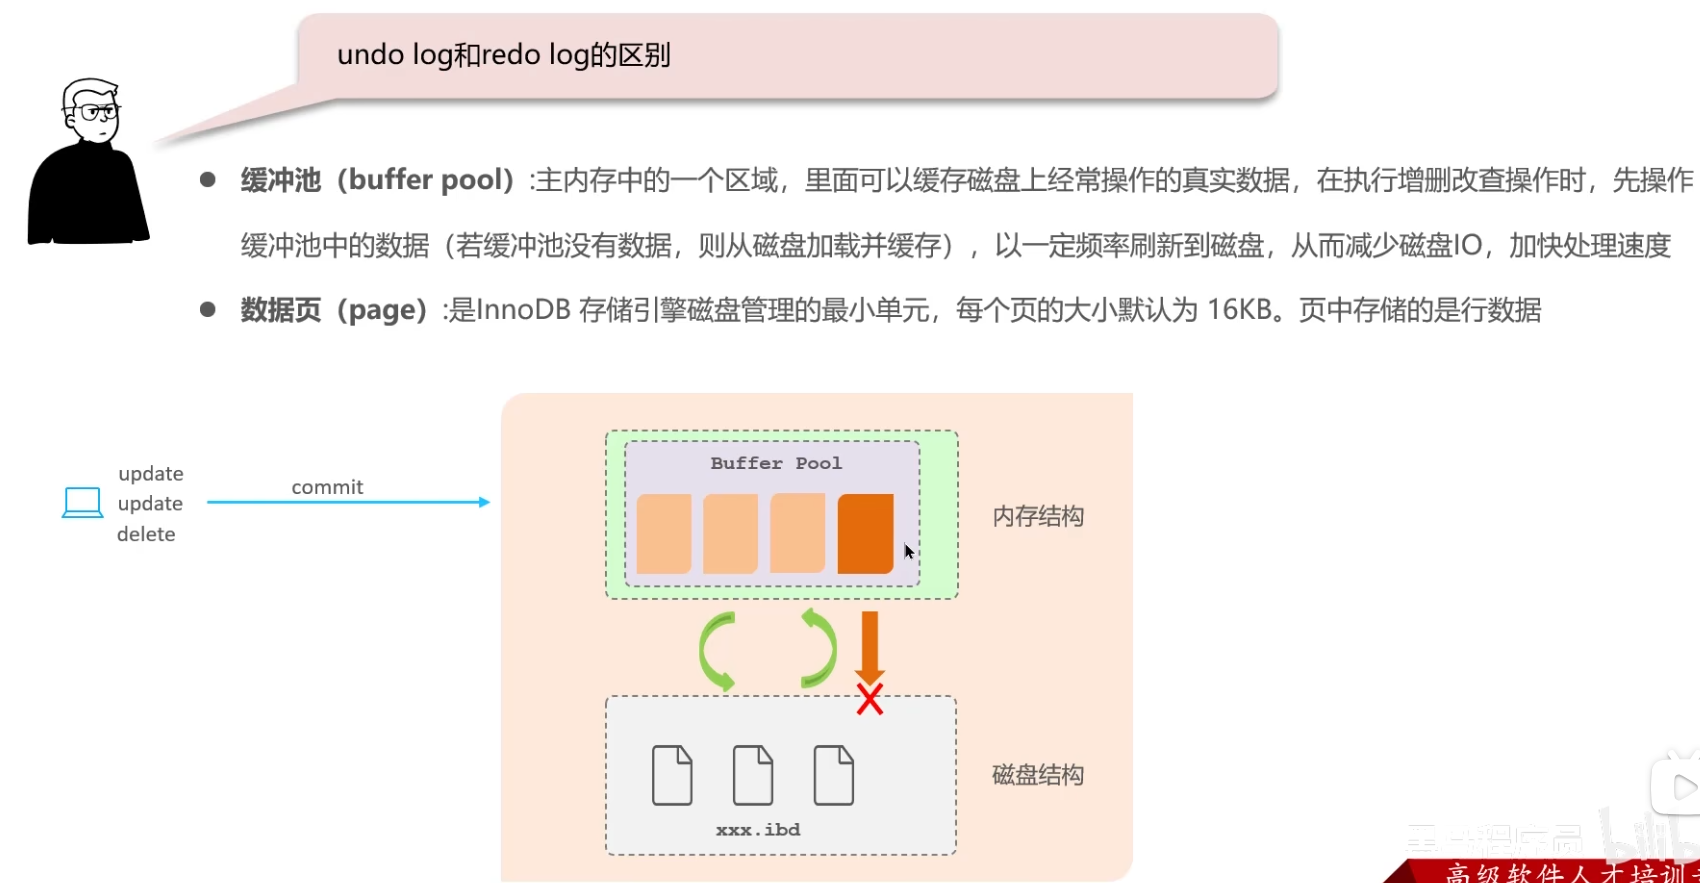 undo log和redo log的区别
缓冲池（buffer pool）:主内存中的一个区域，里面可以缓存磁盘上经常操作的真实数据，在执行增删改查操作时，先操作
缓冲池中的数据（若缓冲池没有数据，则从磁盘加载并缓存），以一定频率刷新到磁盘，从而减少磁盘IO，加快处理速度
数据页（page）:是InnoDB 存储引擎磁盘管理的最小单元，每个页的大小默认为 16KB。页中存储的是行数据
Buffer Pool
update
update
delete
commit
内存结构
磁盘结构
xxx.ibd
程序员
高级软件人才培训